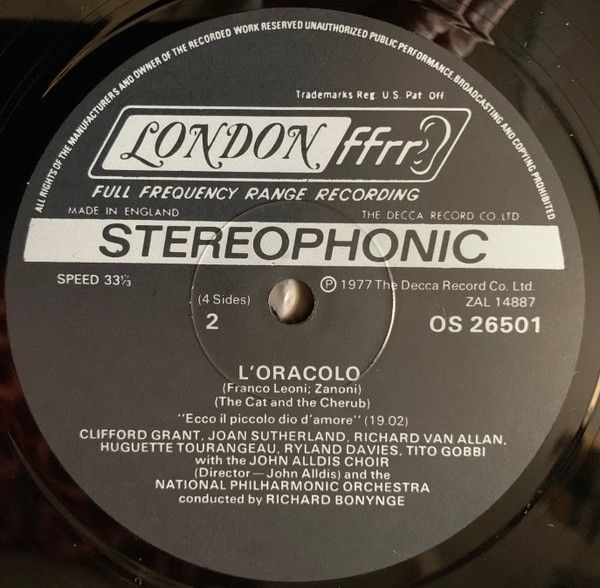 ALL RIGHTS OF THE MANUFACTURERS AND OWNER OF THE RECORDED WORK RESERVED UNAUTHORIZED PUBLIC PERFORMANCE, BROADCASTING AND COPYING PROHIBITED
Trademarks Reg. U.S. Pat. Off.
LONDON ffrr
FULL FREQUENCY RANGE RECORDING
MADE IN ENGLAND THE DECCA RECORD CO. LTD.
STEREOPHONIC
SPEED 33⅓ ℗ 1977 The Decca Record Co. Ltd.
(4 Sides) ZAL 14887
2 OS 26501
L'ORACOLO
(Franco Leoni; Zanoni)
(The Cat and the Cherub)
"Ecco il piccolo dio d'amore" (19.02)
CLIFFORD GRANT, JOAN SUTHERLAND, RICHARD VAN ALLAN,
HUGUETTE TOURANGEAU, RYLAND DAVIES, TITO GOBBI
with the JOHN ALLDIS CHOIR
(Director — John Alldis) and the
NATIONAL PHILHARMONIC ORCHESTRA
conducted by RICHARD BONYNGE